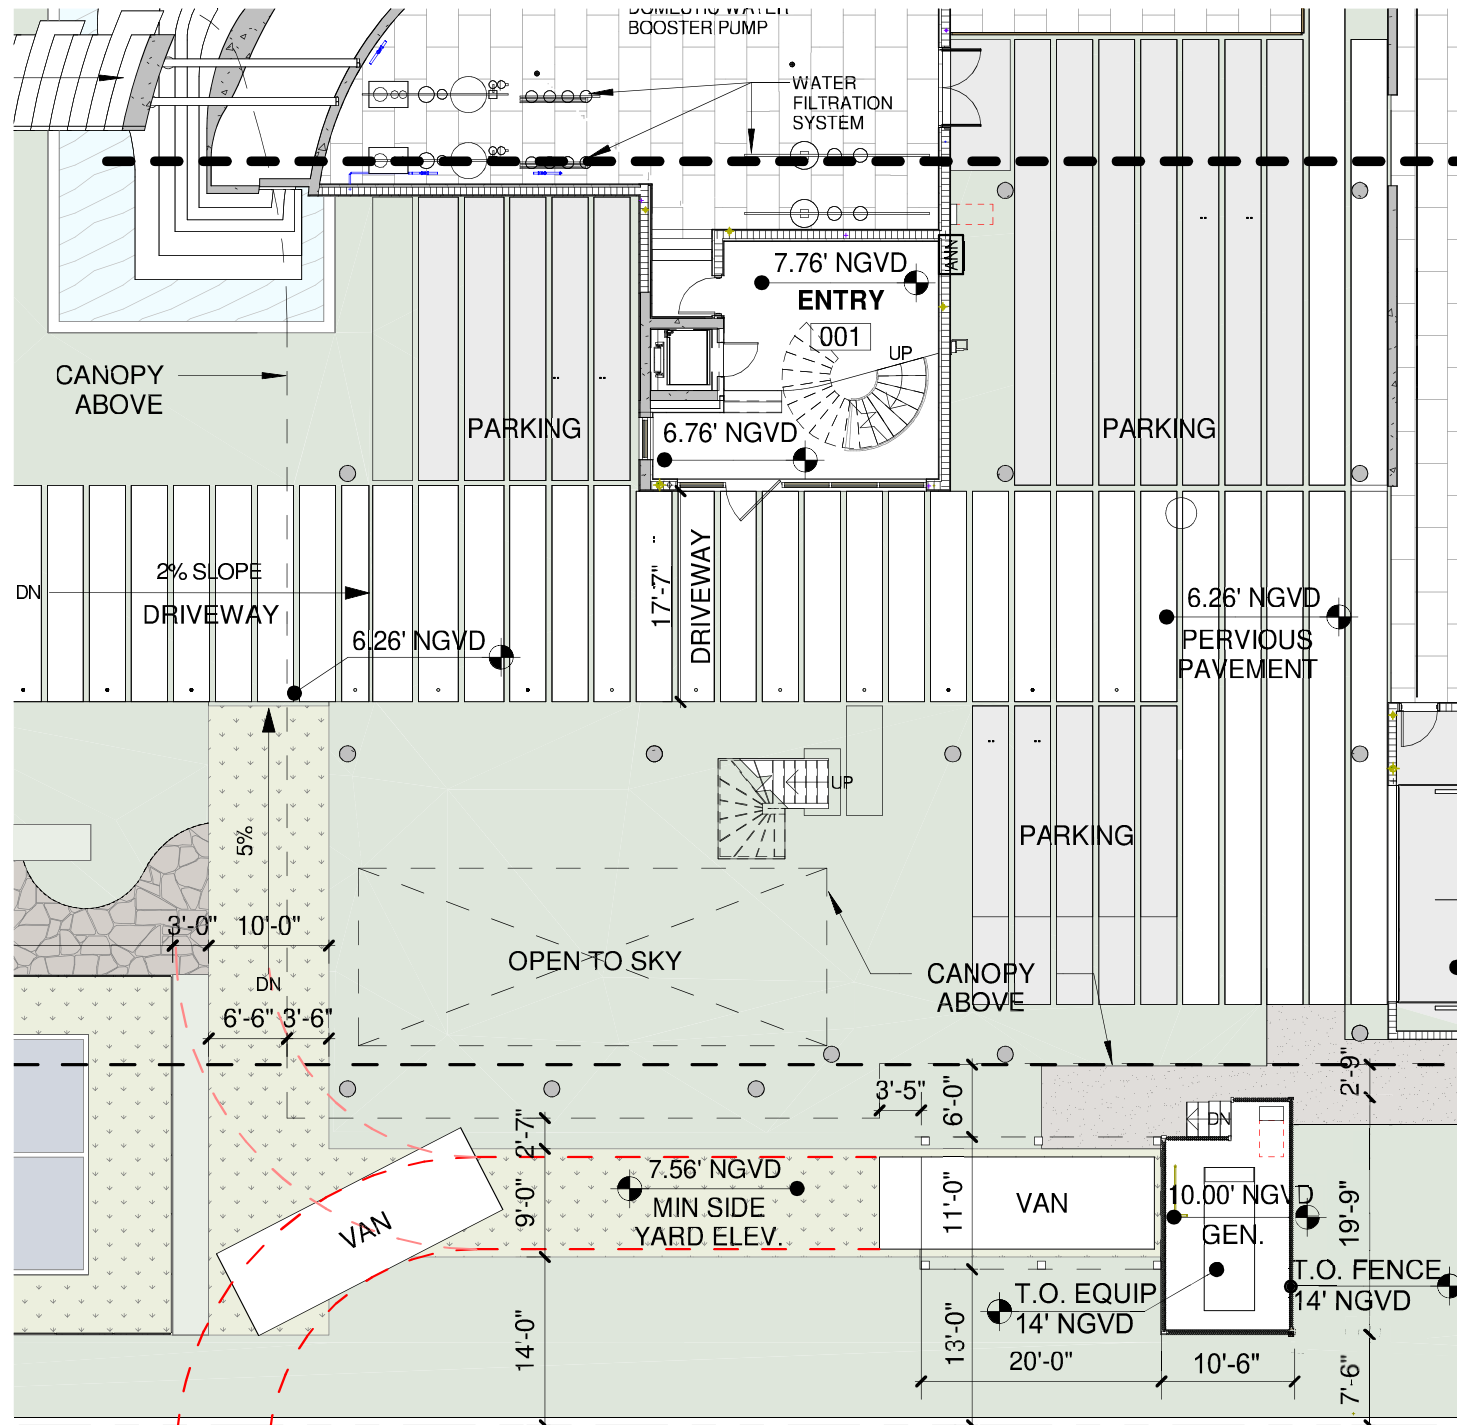 DOMESTIC WATER
BOOSTER PUMP
WATER
FILTRATION
SYSTEM
7.76' NGVD
ENTRY
001
UP
ANN
CANOPY
ABOVE
PARKING
6.76' NGVD
PARKING
DN
2% SLOPE
DRIVEWAY
17'-7"
DRIVEWAY
6.26' NGVD
6.26' NGVD
PERVIOUS
PAVEMENT
UP
5%
PARKING
3'-0"
10'-0"
OPEN TO SKY
CANOPY
ABOVE
DN
6'-6"
3'-6"
2'-9"
3'-5"
6'-0"
2'-7"
DN
7.56' NGVD
MIN SIDE
YARD ELEV.
9'-0"
11'-0"
VAN
VAN
10.00' NGVD
GEN.
19'-9"
T.O. EQUIP
14' NGVD
T.O. FENCE
14' NGVD
14'-0"
13'-0"
20'-0"
10'-6"
7'-6"